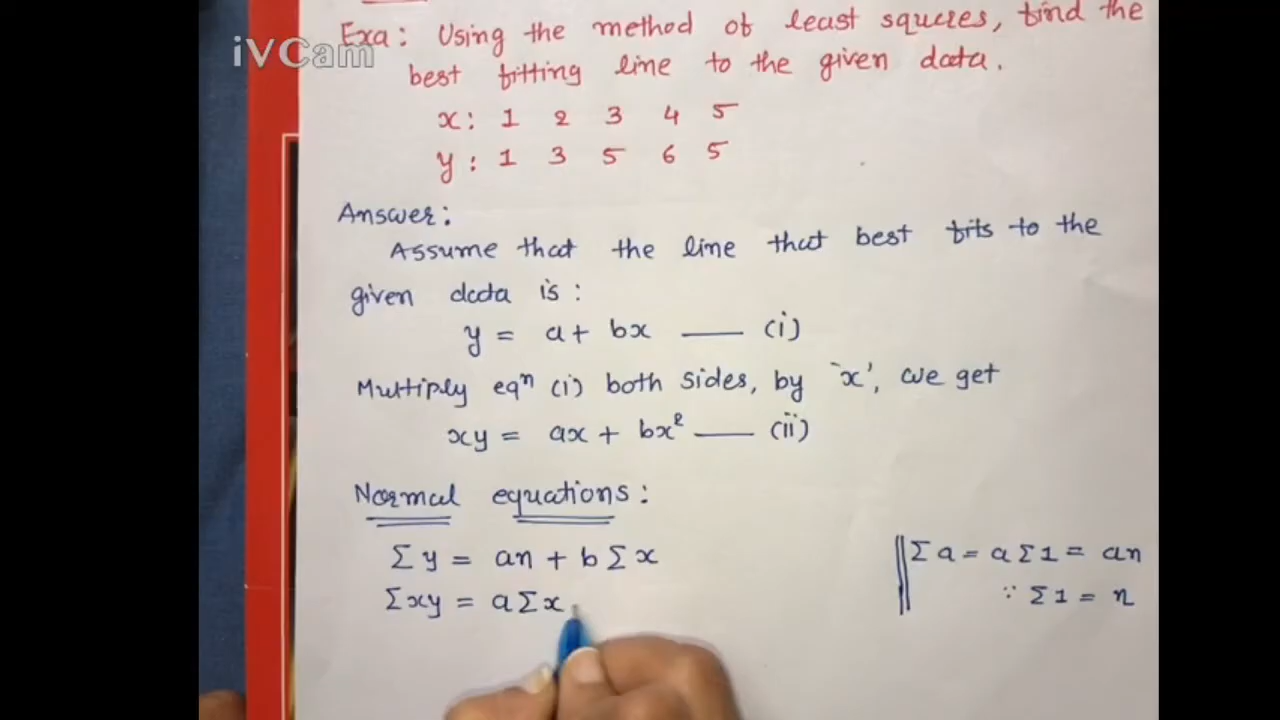 iVCam
Exa: Using the method of least squares, find the
best fitting line to the given data.
x: 1 2 3 4 5
y: 1 3 5 6 5
Answer:
Assume that the line that best fits to the
given data is:
y = a + bx —— (i)
Multiply eqⁿ (i) both sides, by 'x', we get
xy = ax + bx² —— (ii)
Normal equations:
Σy = an + bΣx
Σxy = aΣx
Σa = aΣ1 = an
∵ Σ1 = n